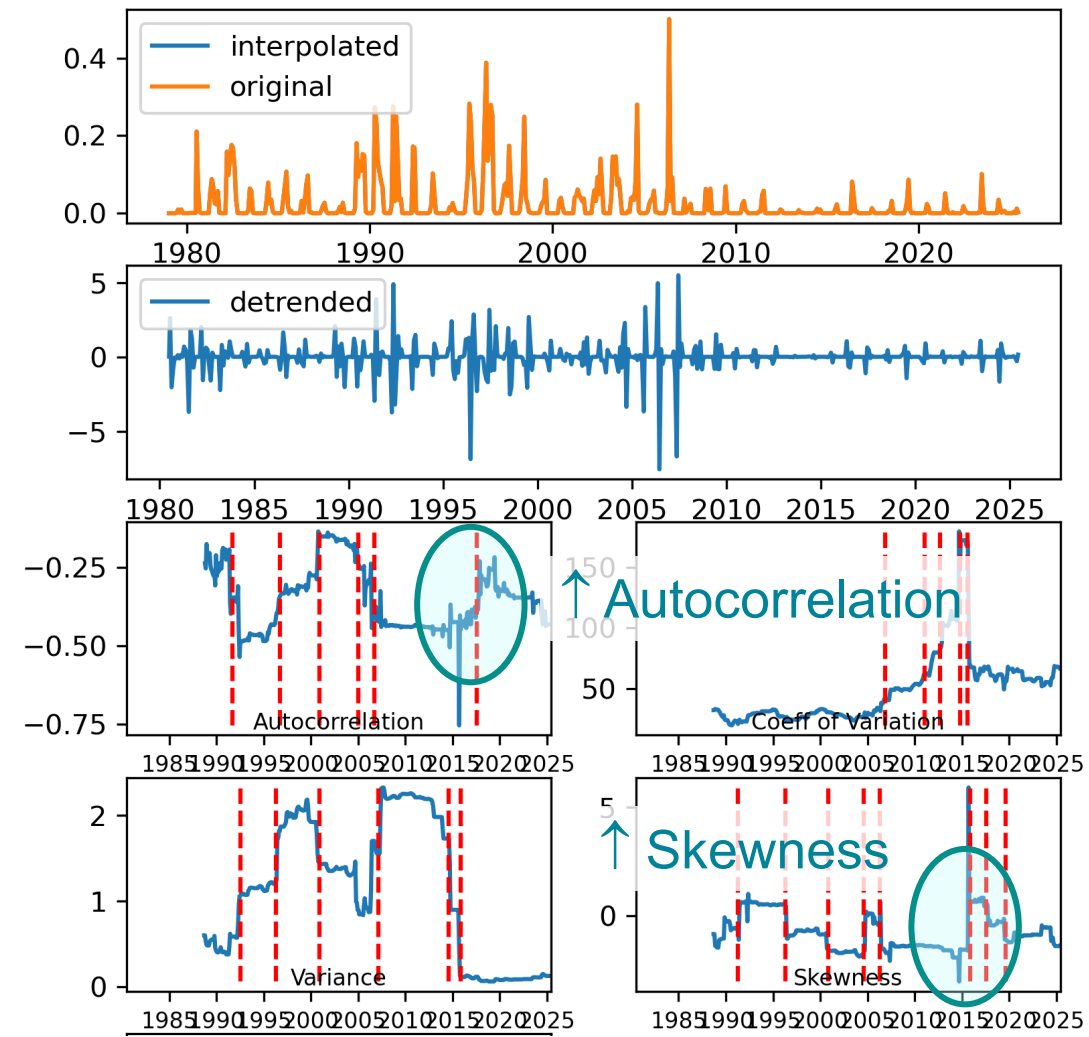 interpolated
original
0.4
0.2
0.0
1980 1990 2000 2010 2020
detrended
5
0
−5
1980 1985 1990 1995 2000 2005 2010 2015 2020 2025
−0.25
−0.50
−0.75
Autocorrelation
1985 1990 1995 2000 2005 2010 2015 2020 2025
↑ Autocorrelation
150
100
50
Coeff of Variation
1985 1990 1995 2000 2005 2010 2015 2020 2025
2
1
0
Variance
1985 1990 1995 2000 2005 2010 2015 2020 2025
↑ Skewness
5
0
Skewness
1985 1990 1995 2000 2005 2010 2015 2020 2025